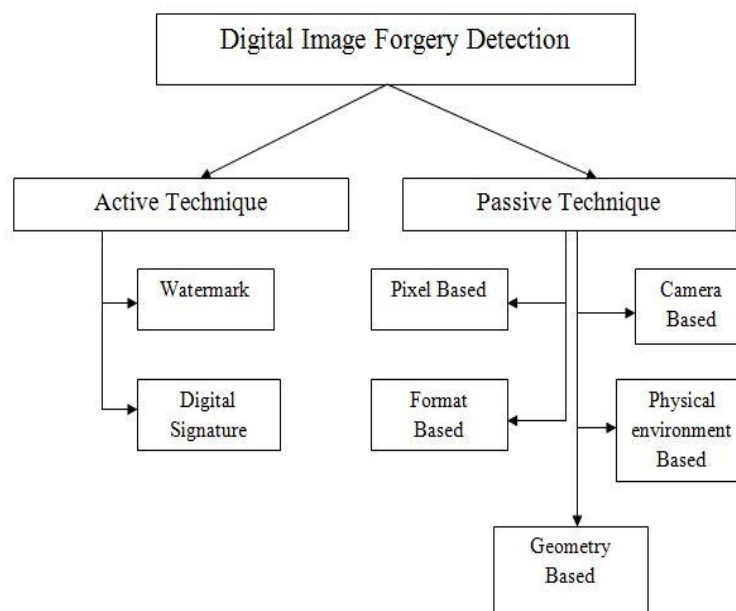 Digital Image Forgery Detection
Active Technique
Passive Technique
Watermark
Pixel Based
Camera
Based
Digital
Signature
Format
Based
Physical
environment
Based
Geometry
Based